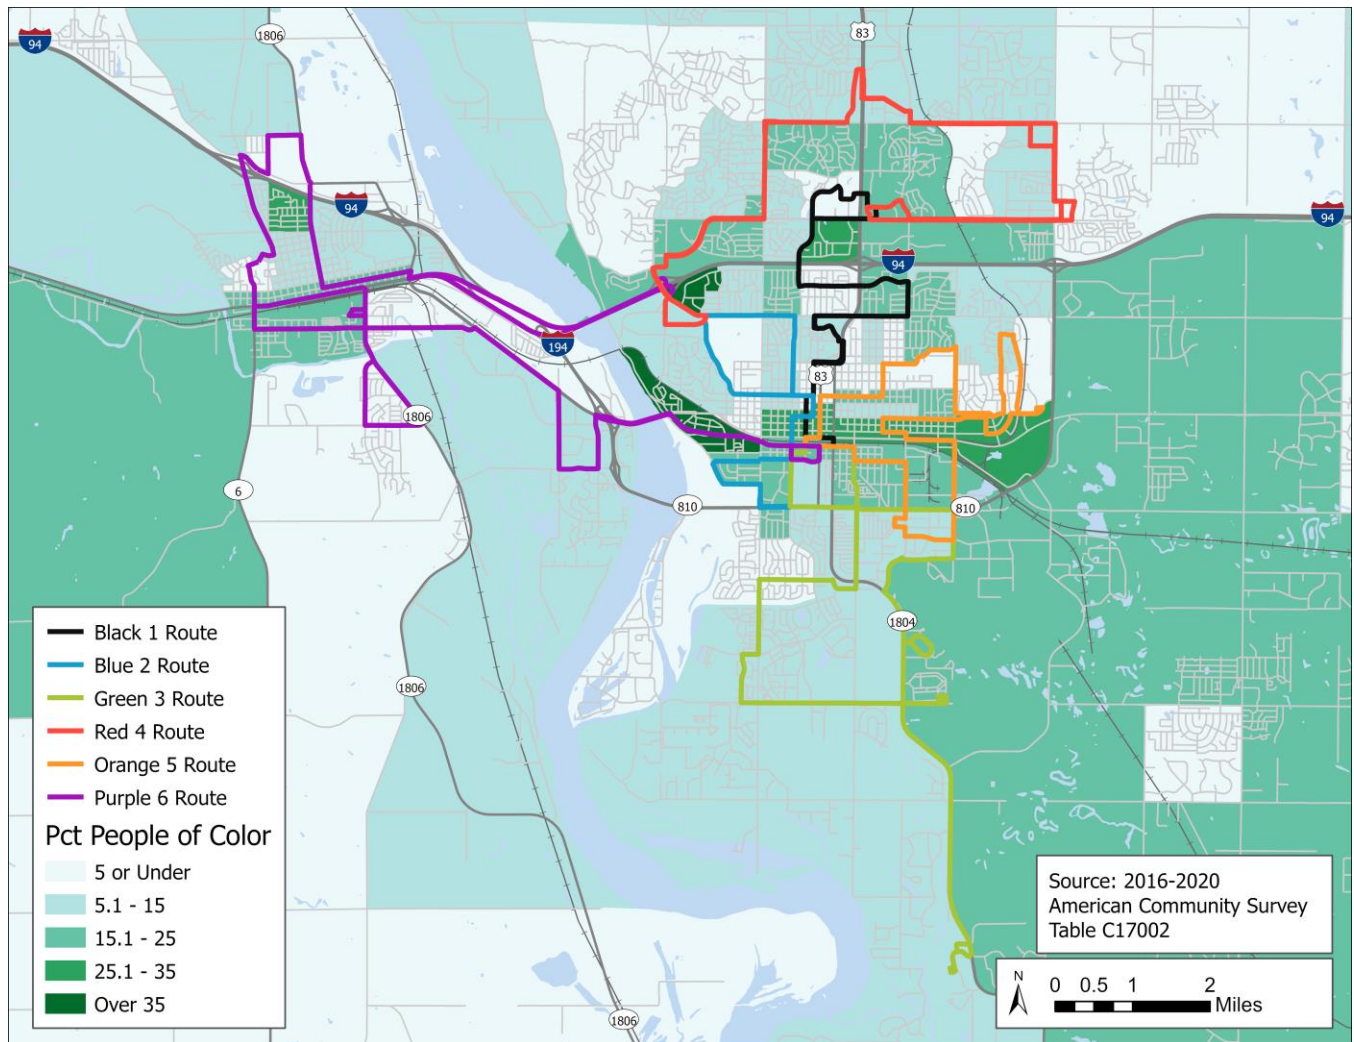 1806
83
94
94
94
94
194
83
1806
6
810
810
1804
1806
1806
Black 1 Route
Blue 2 Route
Green 3 Route
Red 4 Route
Orange 5 Route
Purple 6 Route
Pct People of Color
5 or Under
5.1 - 15
15.1 - 25
25.1 - 35
Over 35
Source: 2016-2020
American Community Survey
Table C17002
N
0 0.5 1 2
Miles